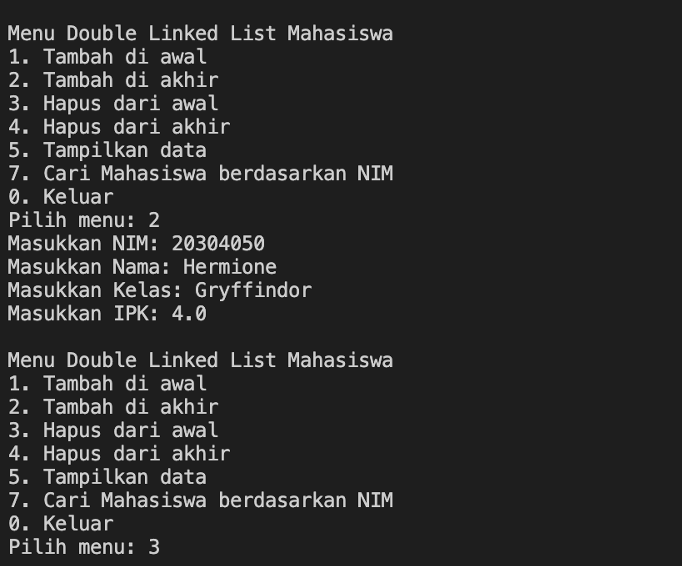 Menu Double Linked List Mahasiswa
1. Tambah di awal
2. Tambah di akhir
3. Hapus dari awal
4. Hapus dari akhir
5. Tampilkan data
7. Cari Mahasiswa berdasarkan NIM
0. Keluar
Pilih menu: 2
Masukkan NIM: 20304050
Masukkan Nama: Hermione
Masukkan Kelas: Gryffindor
Masukkan IPK: 4.0

Menu Double Linked List Mahasiswa
1. Tambah di awal
2. Tambah di akhir
3. Hapus dari awal
4. Hapus dari akhir
5. Tampilkan data
7. Cari Mahasiswa berdasarkan NIM
0. Keluar
Pilih menu: 3